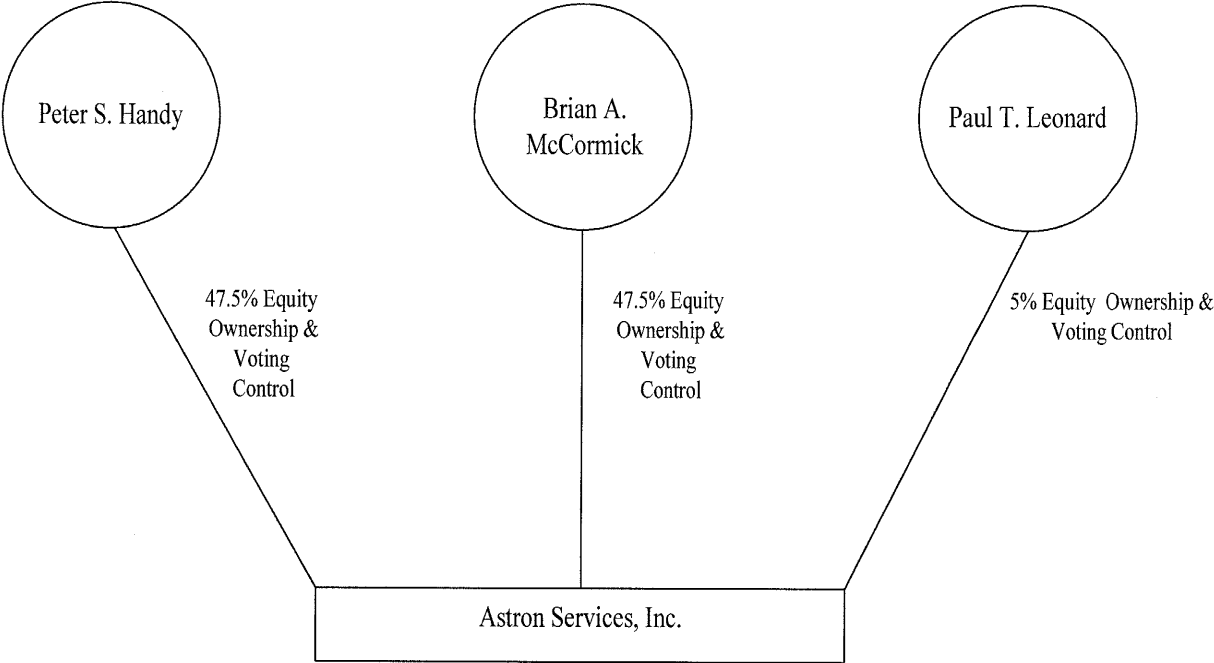 Peter S. Handy
Brian A.
McCormick
Paul T. Leonard
47.5% Equity
Ownership &
Voting
Control
47.5% Equity
Ownership &
Voting
Control
5% Equity Ownership &
Voting Control
Astron Services, Inc.